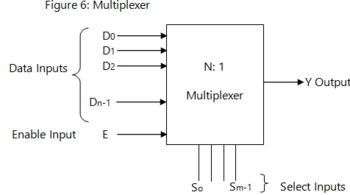 Figure 6: Multiplexer
D0
D1
Data Inputs D2 N: 1
Multiplexer Y Output
Dn-1
Enable Input E
So Sm-1 Select Inputs